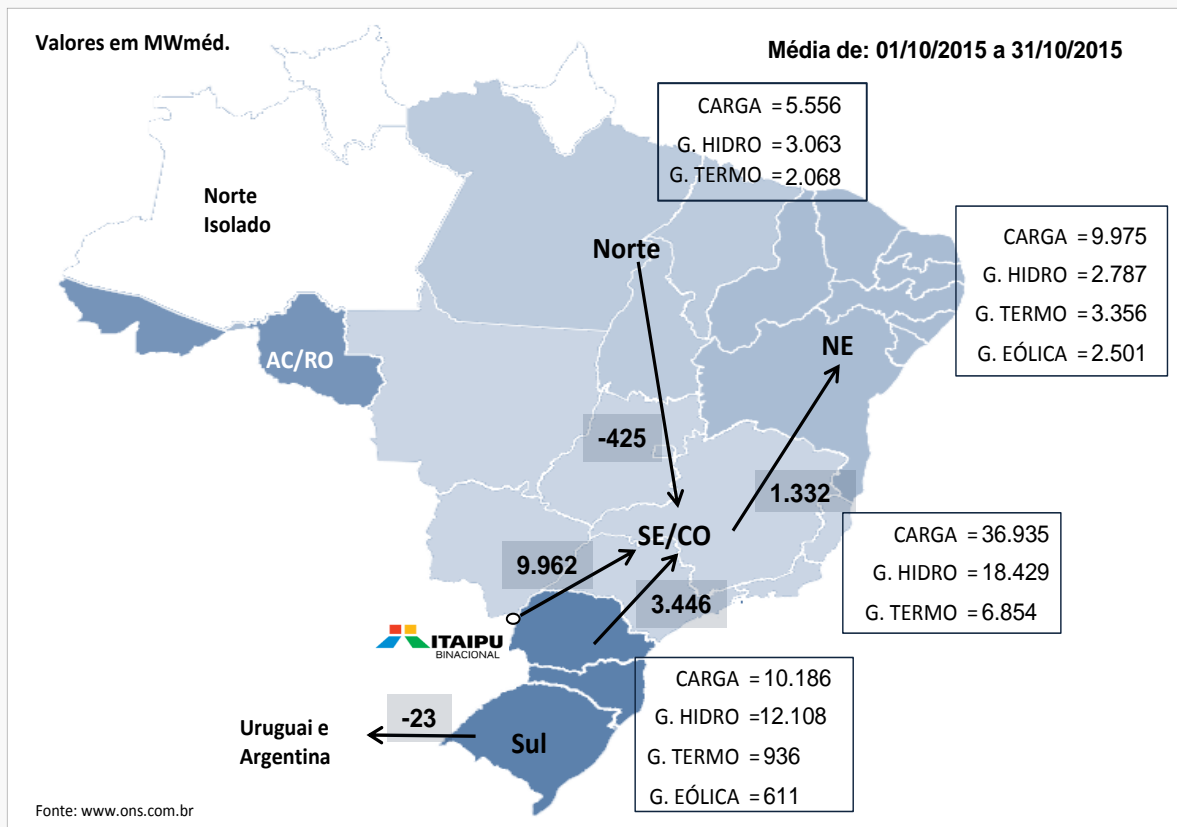 Valores em MWméd.
Média de: 01/10/2015 a 31/10/2015
CARGA = 5.556
G. HIDRO = 3.063
G. TERMO = 2.068
Norte
Isolado
Norte
CARGA = 9.975
G. HIDRO = 2.787
G. TERMO = 3.356
G. EÓLICA = 2.501
NE
AC/RO
-425
1.332
SE/CO
CARGA = 36.935
G. HIDRO = 18.429
G. TERMO = 6.854
9.962
3.446
ITAIPU
BINACIONAL
CARGA = 10.186
G. HIDRO = 12.108
G. TERMO = 936
G. EÓLICA = 611
-23
Uruguai e
Argentina
Sul
Fonte: www.ons.com.br